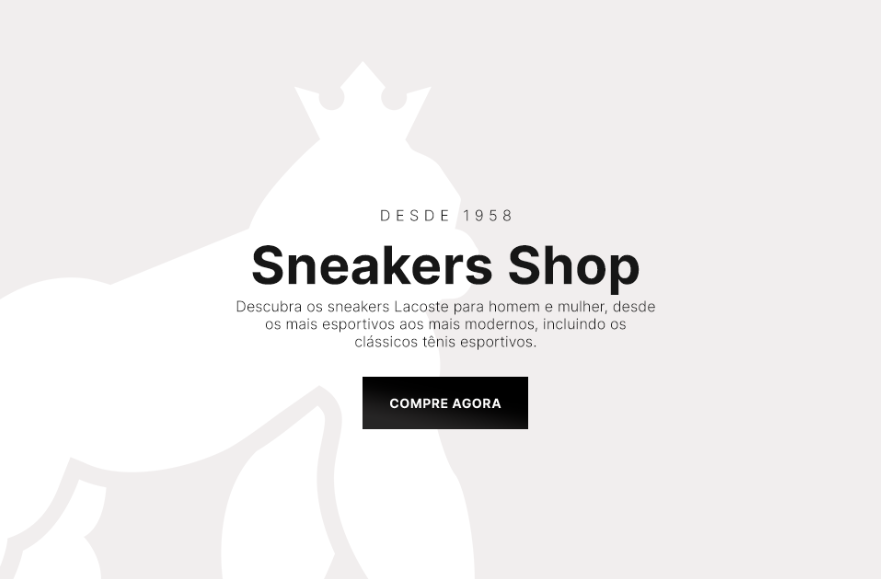 DESDE 1958
Sneakers Shop
Descubra os sneakers Lacoste para homem e mulher, desde
os mais esportivos aos mais modernos, incluindo os
clássicos tênis esportivos.
COMPRE AGORA